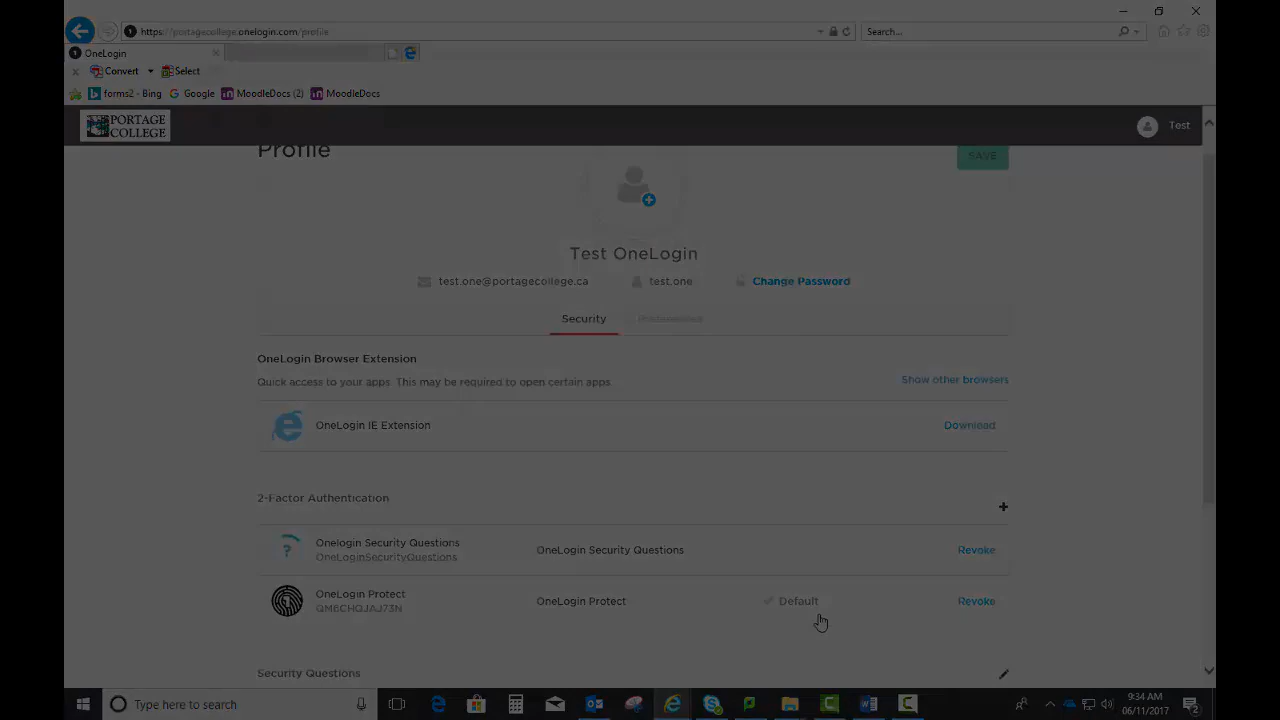 https://portagecollege.onelogin.com/profile
Search...
OneLogin
Convert
Select
forms2 - Bing
Google
MoodleDocs (2)
MoodleDocs
PORTAGE
COLLEGE
Test
Profile
SAVE
Test OneLogin
test.one@portagecollege.ca
test.one
Change Password
Security
Preferences
OneLogin Browser Extension
Quick access to your apps. This may be required to open certain apps.
Show other browsers
OneLogin IE Extension
Download
2-Factor Authentication
Onelogin Security Questions
OneLoginSecurityQuestions
OneLogin Security Questions
Revoke
OneLogin Protect
OneLogin Protect
Default
Revoke
Security Questions
Type here to search
9:34 AM
06/11/2017
2